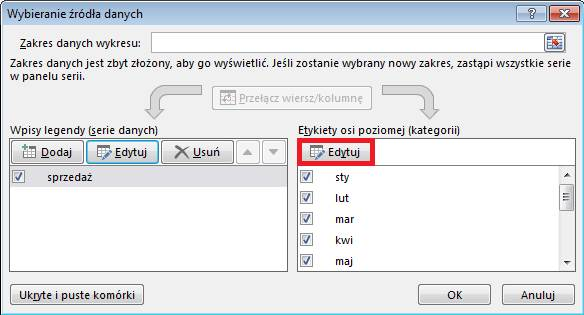 Wybieranie źródła danych
Zakres danych wykresu:
Zakres danych jest zbyt złożony, aby go wyświetlić. Jeśli zostanie wybrany nowy zakres, zastąpi wszystkie serie
w panelu serii.
Przełącz wiersz/kolumnę
Wpisy legendy (serie danych)
Dodaj Edytuj Usuń
sprzedaż
Etykiety osi poziomej (kategorii)
Edytuj
sty
lut
mar
kwi
maj
Ukryte i puste komórki
OK Anuluj